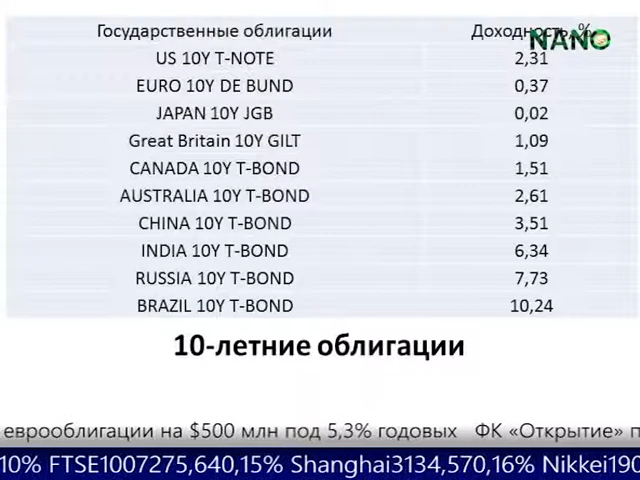 Государственные облигации Доходность, %
NANO
US 10Y T-NOTE 2,31
EURO 10Y DE BUND 0,37
JAPAN 10Y JGB 0,02
Great Britain 10Y GILT 1,09
CANADA 10Y T-BOND 1,51
AUSTRALIA 10Y T-BOND 2,61
CHINA 10Y T-BOND 3,51
INDIA 10Y T-BOND 6,34
RUSSIA 10Y T-BOND 7,73
BRAZIL 10Y T-BOND 10,24
10-летние облигации
еврооблигации на $500 млн под 5,3% годовых ФК «Открытие» п
10% FTSE1007275,640,15% Shanghai3134,570,16% Nikkei190